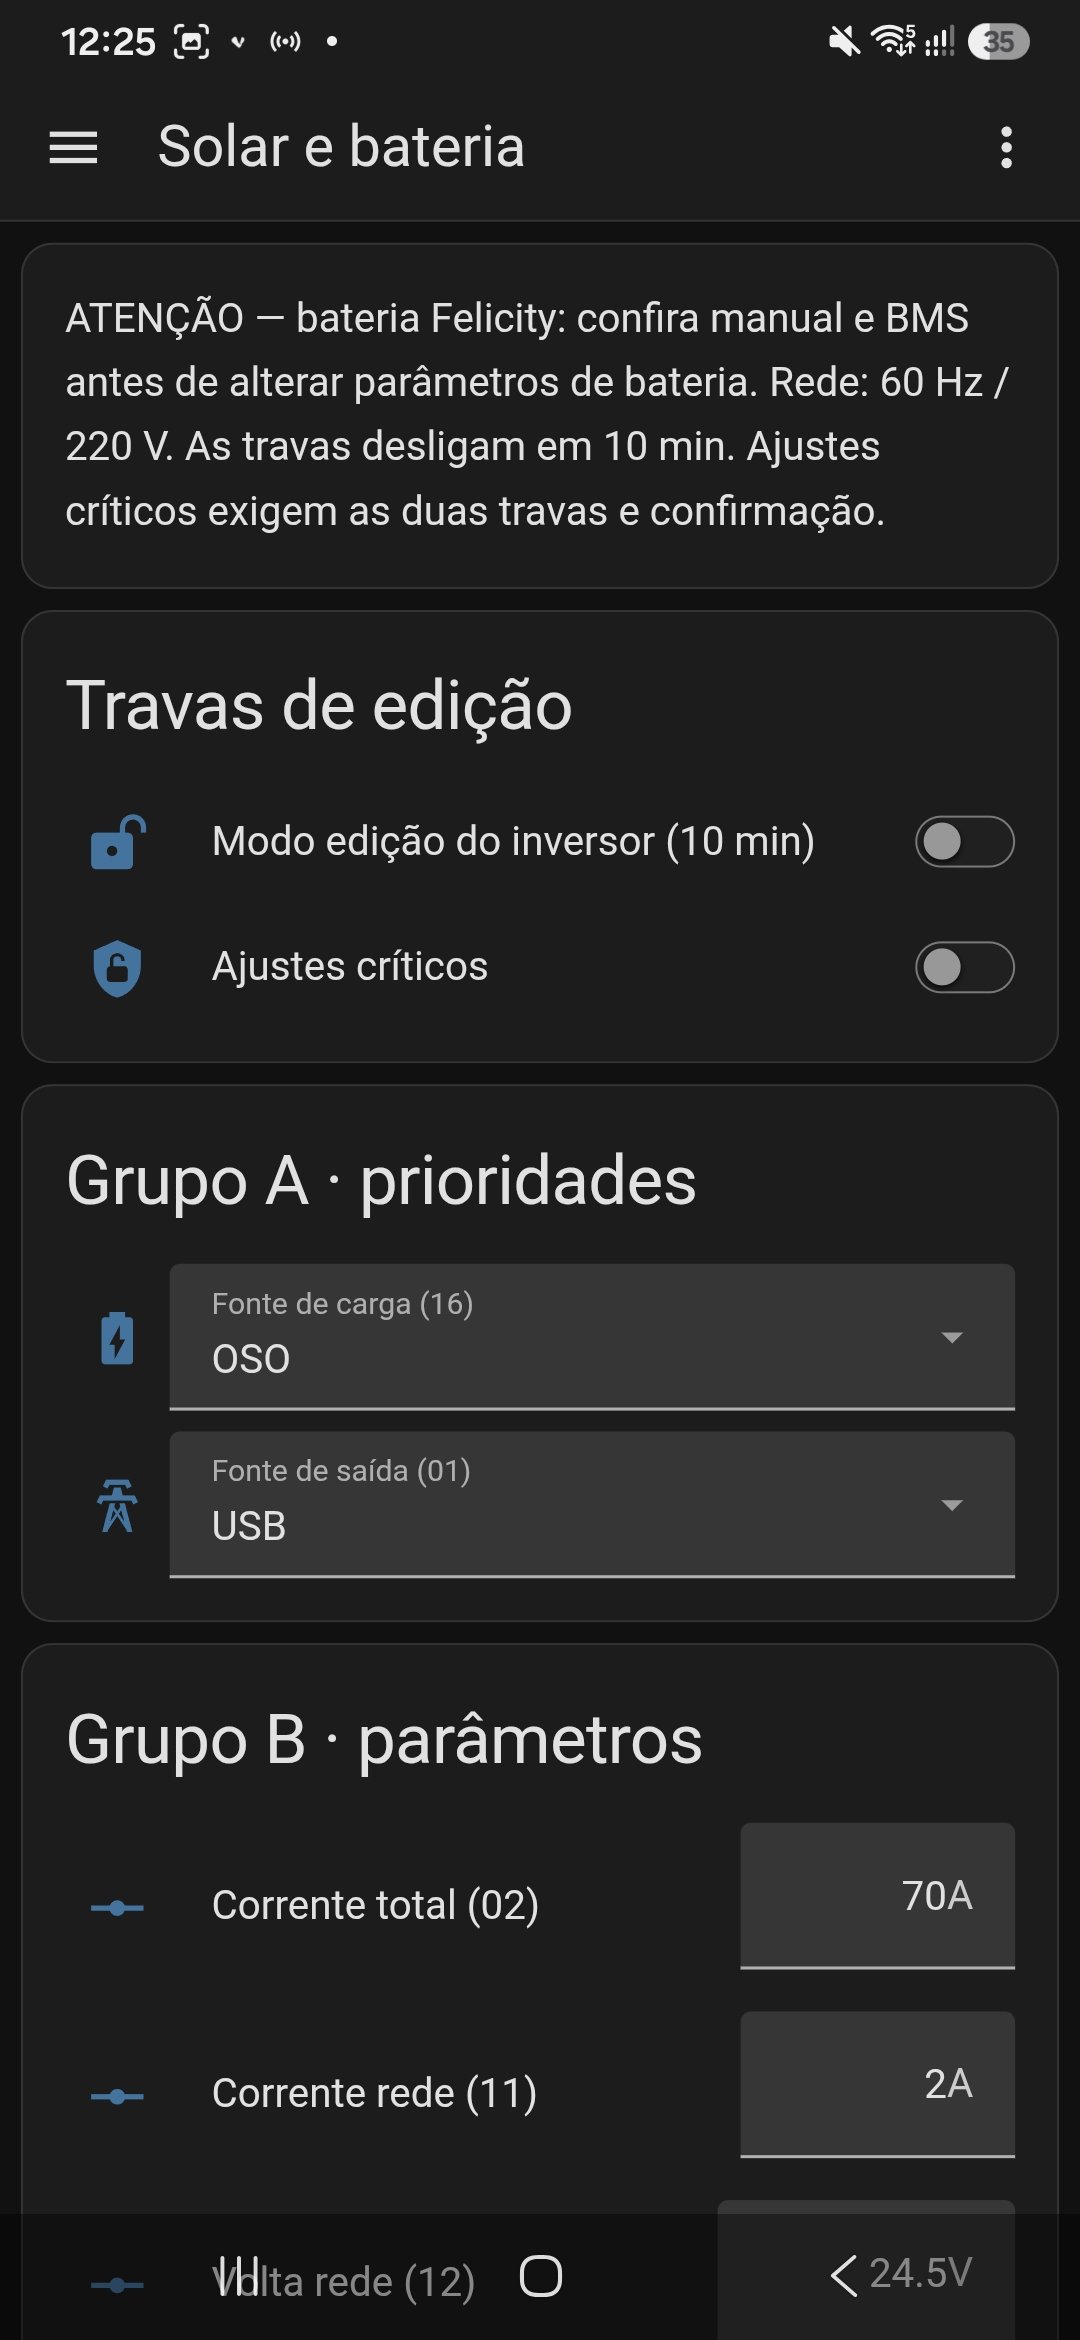 12:25
5
35
Solar e bateria
ATENÇÃO — bateria Felicity: confira manual e BMS
antes de alterar parâmetros de bateria. Rede: 60 Hz /
220 V. As travas desligam em 10 min. Ajustes
críticos exigem as duas travas e confirmação.
Travas de edição
Modo edição do inversor (10 min)
Ajustes críticos
Grupo A · prioridades
Fonte de carga (16)
OSO
Fonte de saída (01)
USB
Grupo B · parâmetros
Corrente total (02)
70A
Corrente rede (11)
2A
Volta rede (12)
24.5V